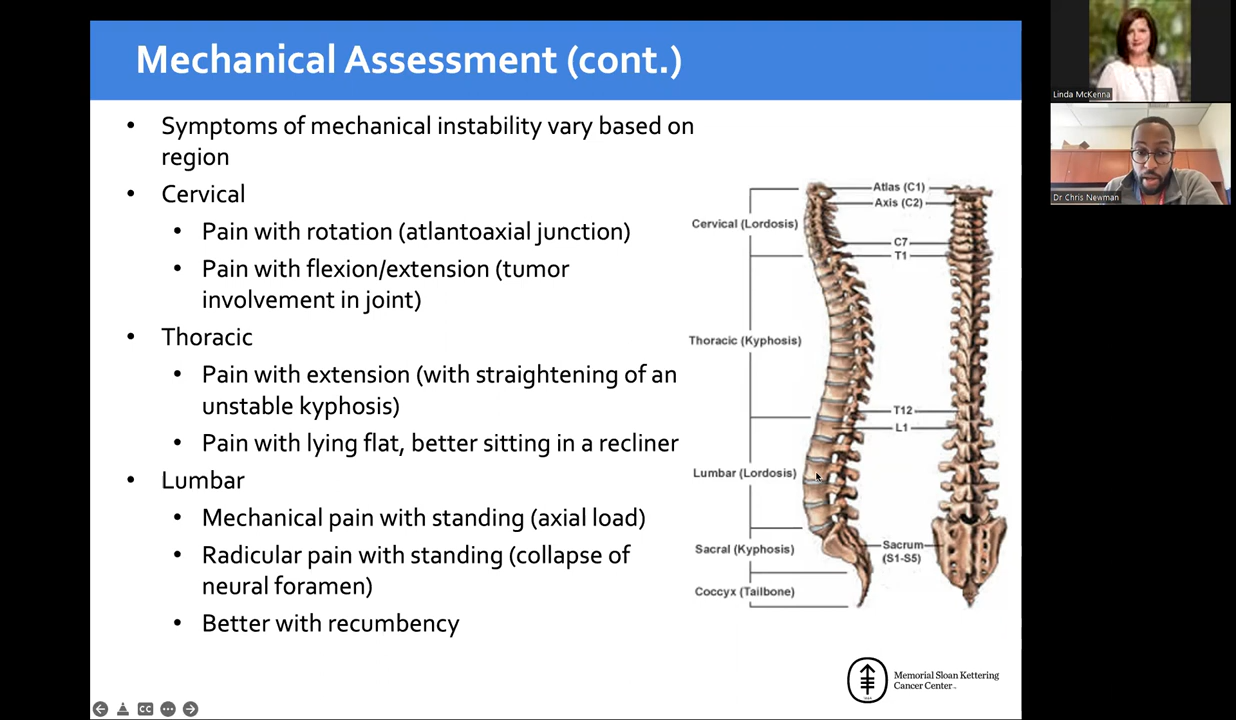 Mechanical Assessment (cont.)
• Symptoms of mechanical instability vary based on
region
• Cervical
• Pain with rotation (atlantoaxial junction)
• Pain with flexion/extension (tumor
involvement in joint)
• Thoracic
• Pain with extension (with straightening of an
unstable kyphosis)
• Pain with lying flat, better sitting in a recliner
• Lumbar
• Mechanical pain with standing (axial load)
• Radicular pain with standing (collapse of
neural foramen)
• Better with recumbency
Atlas (C1)
Axis (C2)
Cervical (Lordosis)
C7
T1
Thoracic (Kyphosis)
T12
L1
Lumbar (Lordosis)
Sacral (Kyphosis)
Sacrum
(S1-S5)
Coccyx (Tailbone)
Memorial Sloan Kettering
Cancer Center
CC
Linda McKenna
Dr Chris Newman